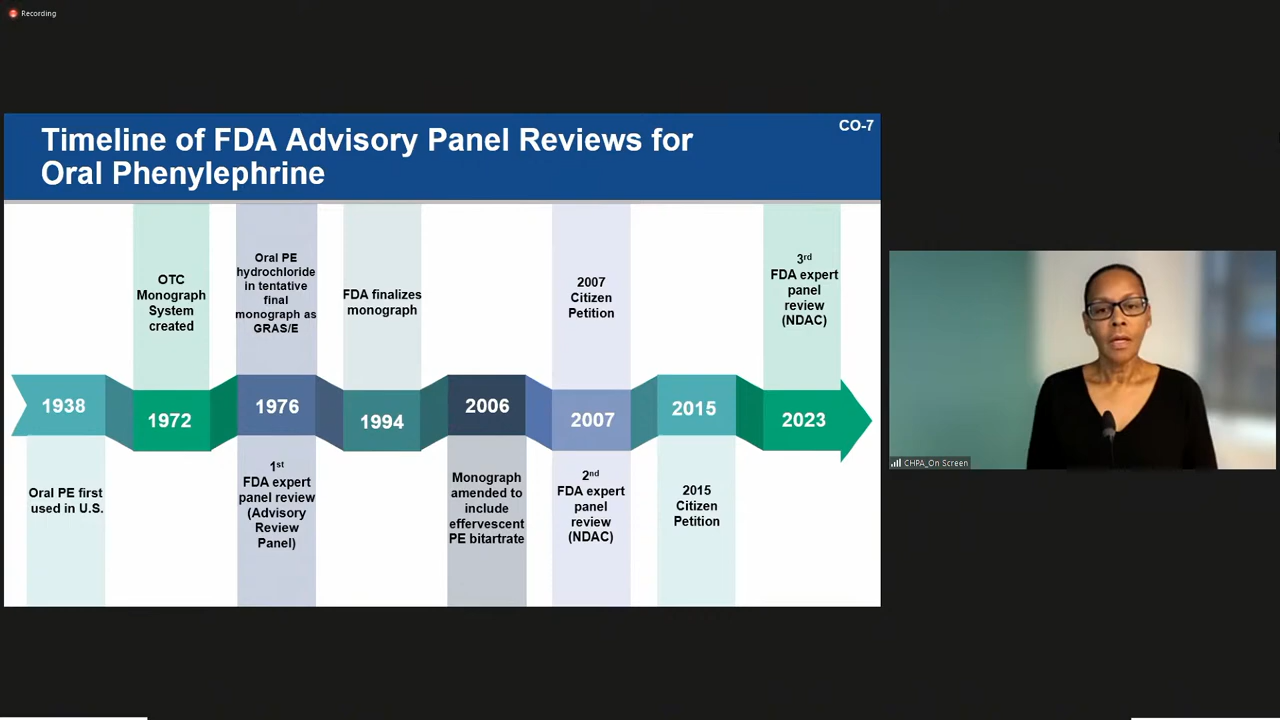 Recording
CO-7
Timeline of FDA Advisory Panel Reviews for
Oral Phenylephrine
OTC
Monograph
System
created
Oral PE
hydrochloride
in tentative
final
monograph as
GRAS/E
FDA finalizes
monograph
2007
Citizen
Petition
3rd
FDA expert
panel
review
(NDAC)
1938
1972
1976
1994
2006
2007
2015
2023
Oral PE first
used in U.S.
1st
FDA expert
panel review
(Advisory
Review
Panel)
Monograph
amended to
include
effervescent
PE bitartrate
2nd
FDA expert
panel
review
(NDAC)
2015
Citizen
Petition
CHPA_On Screen